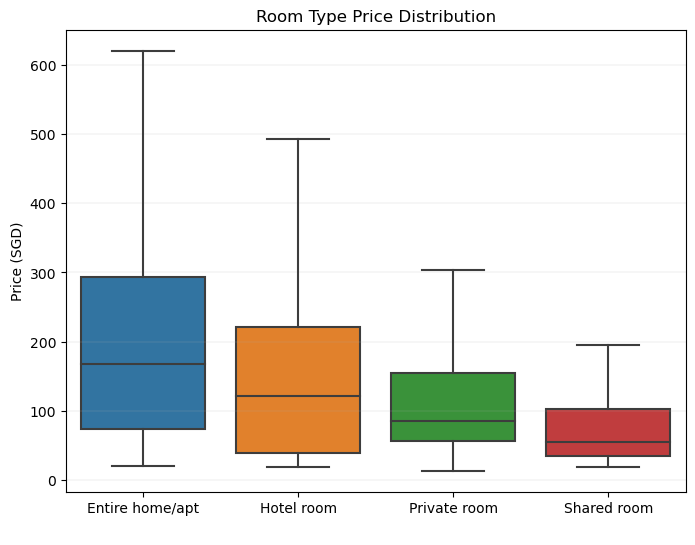 Room Type Price Distribution
Price (SGD)
600
500
400
300
200
100
0
Entire home/apt
Hotel room
Private room
Shared room